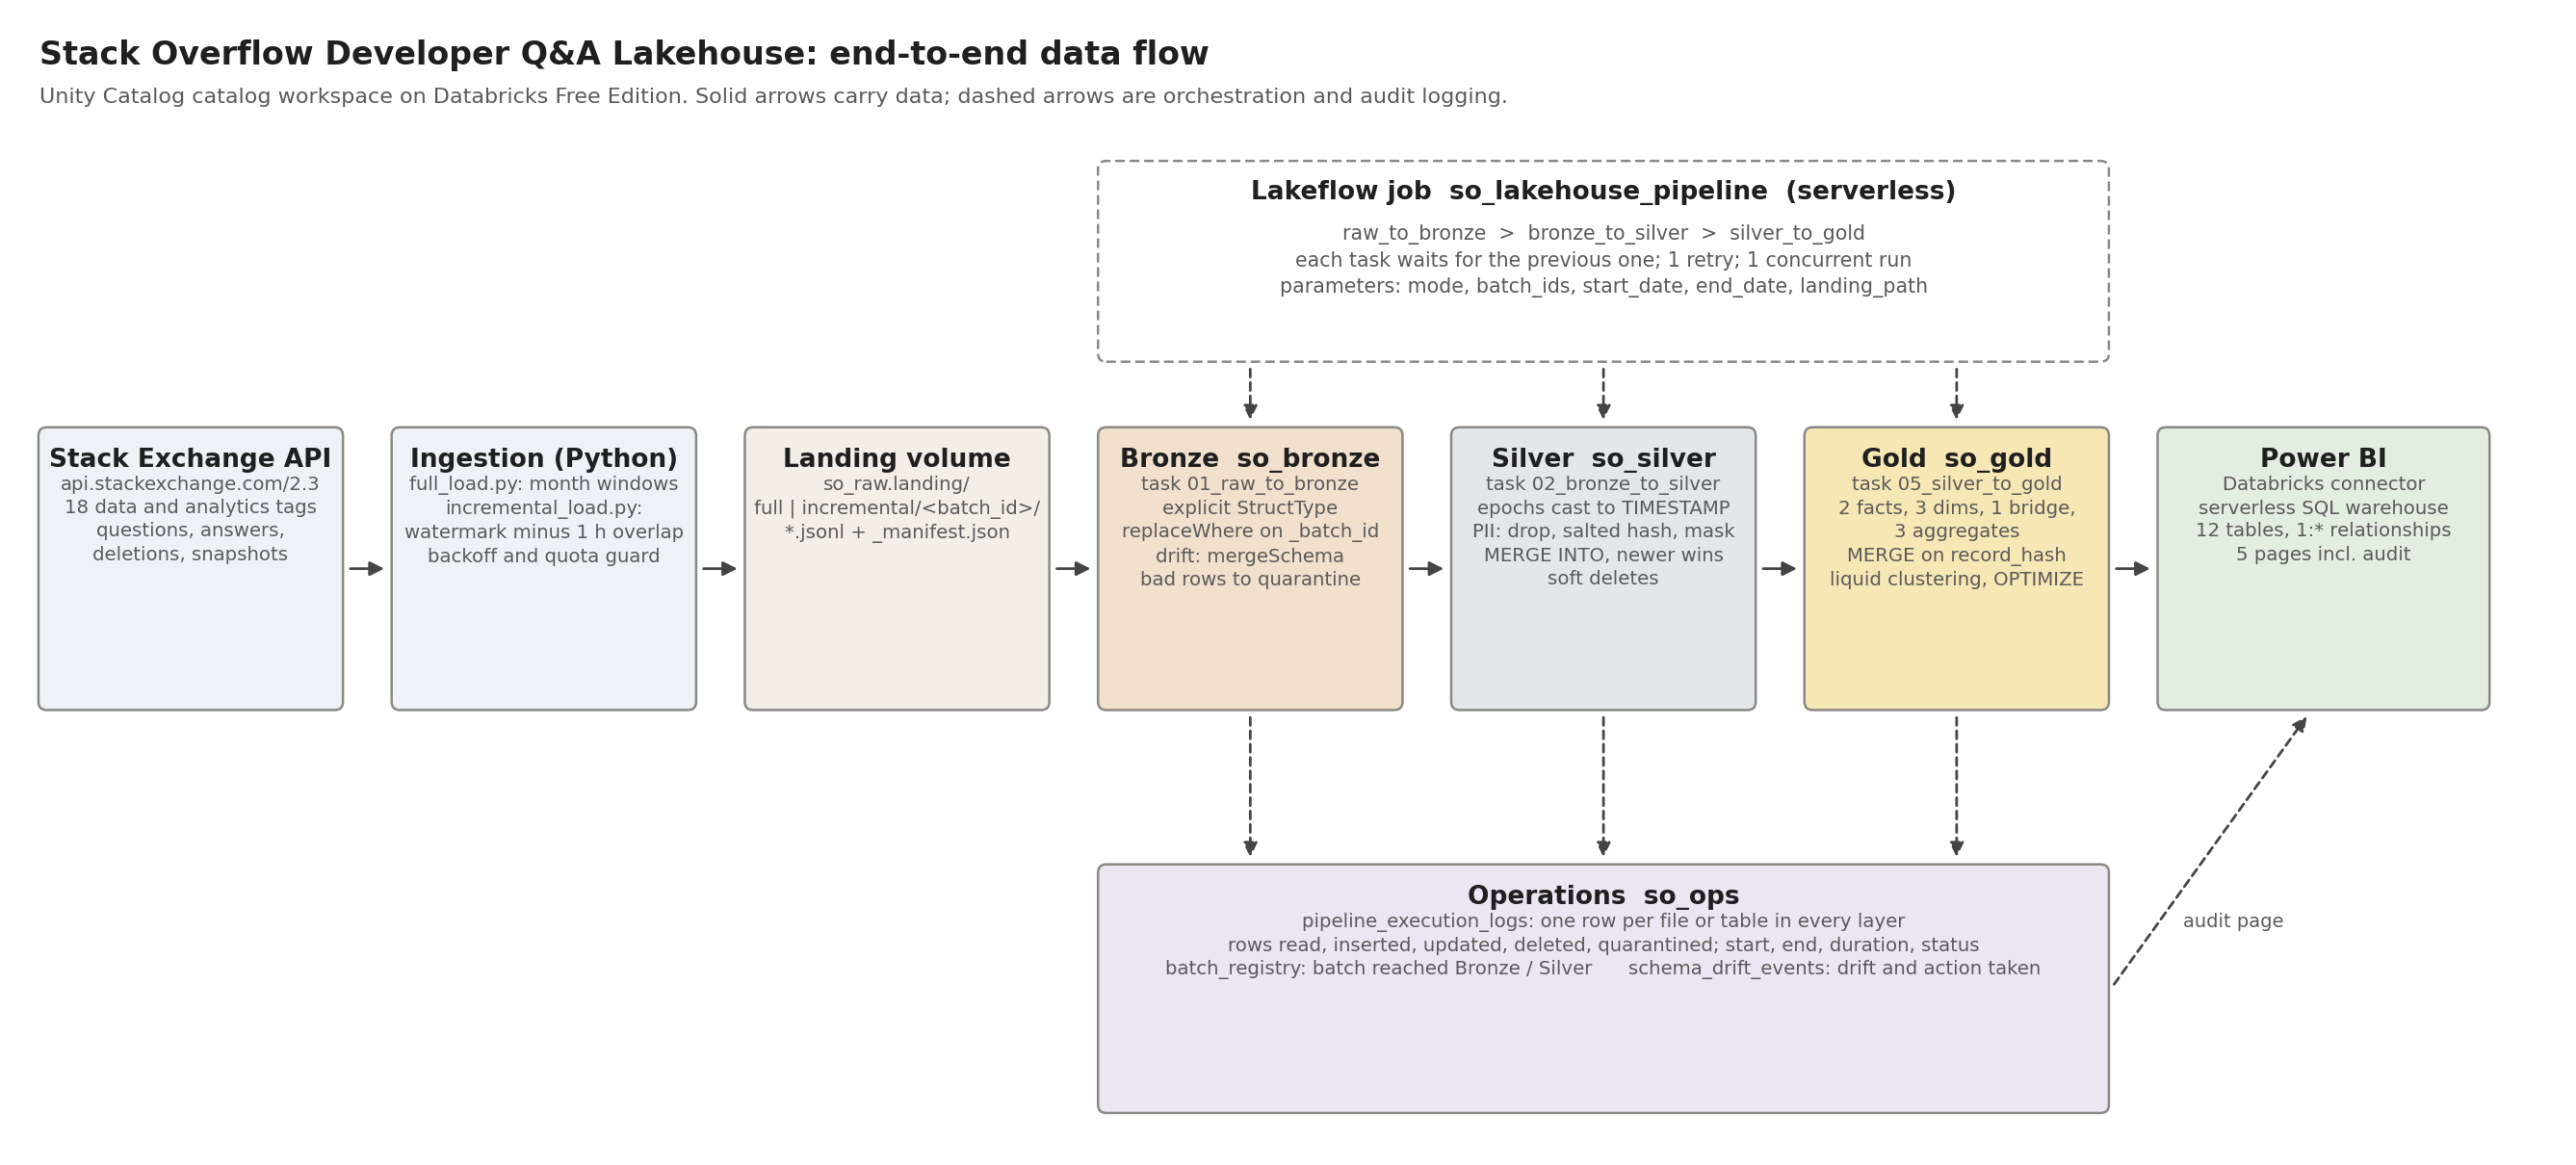 Stack Overflow Developer Q&A Lakehouse: end-to-end data flow
Unity Catalog catalog workspace on Databricks Free Edition. Solid arrows carry data; dashed arrows are orchestration and audit logging.
Lakeflow job  so_lakehouse_pipeline  (serverless)
raw_to_bronze  >  bronze_to_silver  >  silver_to_gold
each task waits for the previous one; 1 retry; 1 concurrent run
parameters: mode, batch_ids, start_date, end_date, landing_path
Stack Exchange API
api.stackexchange.com/2.3
18 data and analytics tags
questions, answers,
deletions, snapshots
Ingestion (Python)
full_load.py: month windows
incremental_load.py:
watermark minus 1 h overlap
backoff and quota guard
Landing volume
so_raw.landing/
full | incremental/<batch_id>/
*.jsonl + _manifest.json
Bronze  so_bronze
task 01_raw_to_bronze
explicit StructType
replaceWhere on _batch_id
drift: mergeSchema
bad rows to quarantine
Silver  so_silver
task 02_bronze_to_silver
epochs cast to TIMESTAMP
PII: drop, salted hash, mask
MERGE INTO, newer wins
soft deletes
Gold  so_gold
task 05_silver_to_gold
2 facts, 3 dims, 1 bridge,
3 aggregates
MERGE on record_hash
liquid clustering, OPTIMIZE
Power BI
Databricks connector
serverless SQL warehouse
12 tables, 1:* relationships
5 pages incl. audit
Operations  so_ops
pipeline_execution_logs: one row per file or table in every layer
rows read, inserted, updated, deleted, quarantined; start, end, duration, status
batch_registry: batch reached Bronze / Silver      schema_drift_events: drift and action taken
audit page